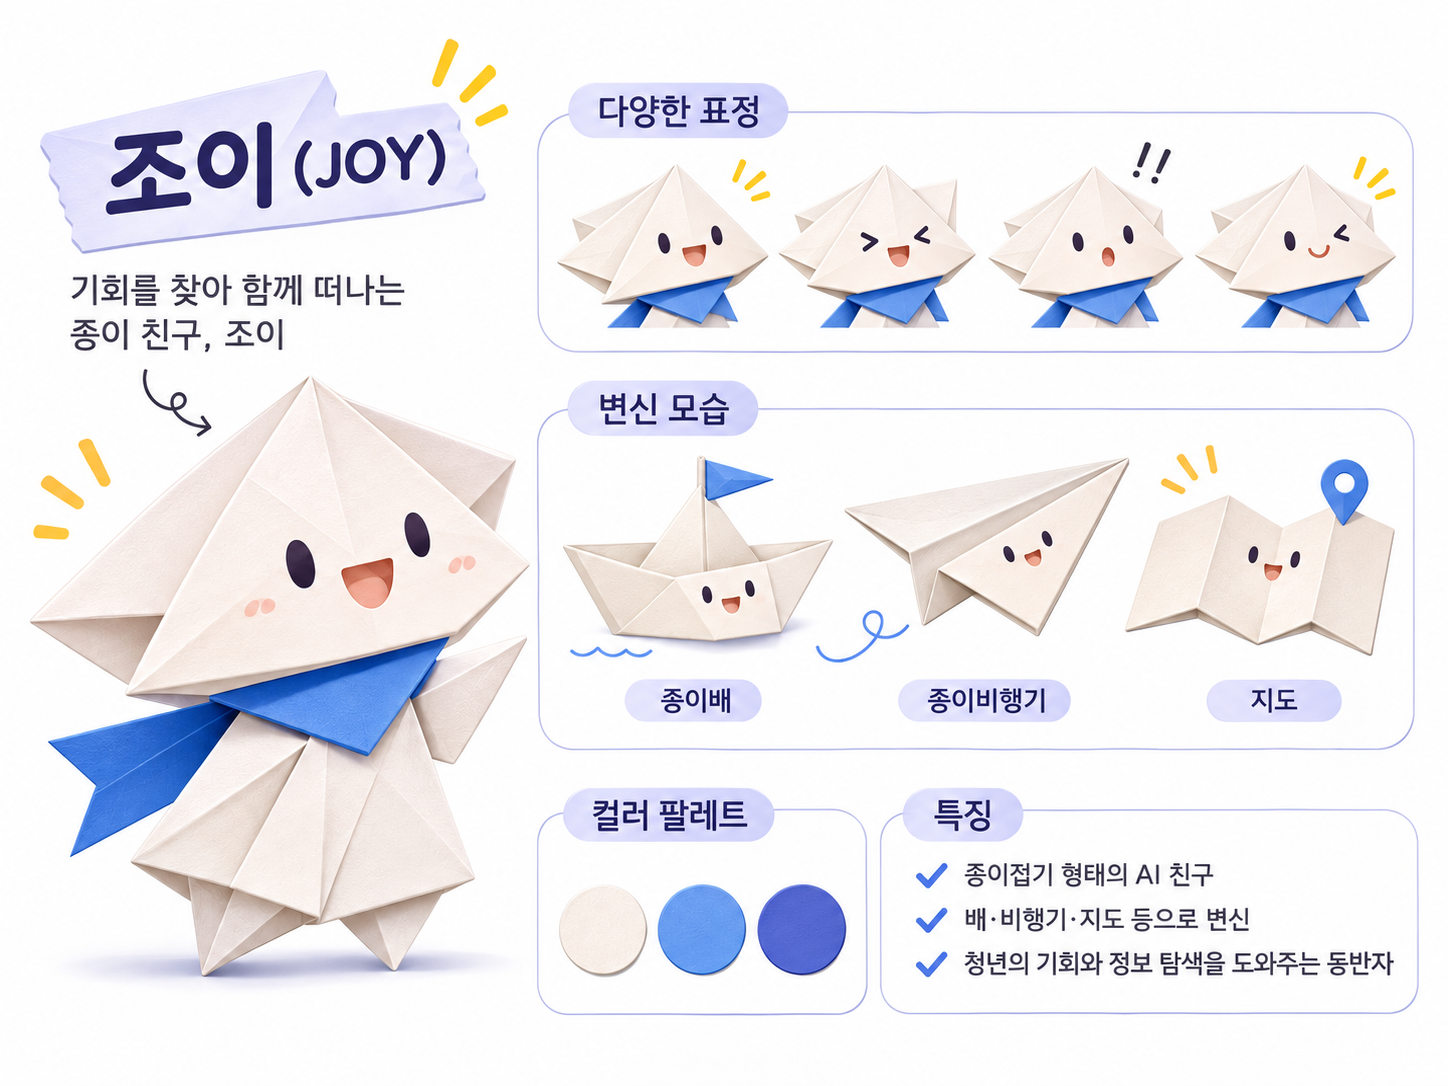 조이 (JOY)
기회를 찾아 함께 떠나는
종이 친구, 조이
다양한 표정
!!
변신 모습
종이배
종이비행기
지도
컬러 팔레트
특징
종이접기 형태의 AI 친구
배·비행기·지도 등으로 변신
청년의 기회와 정보 탐색을 도와주는 동반자